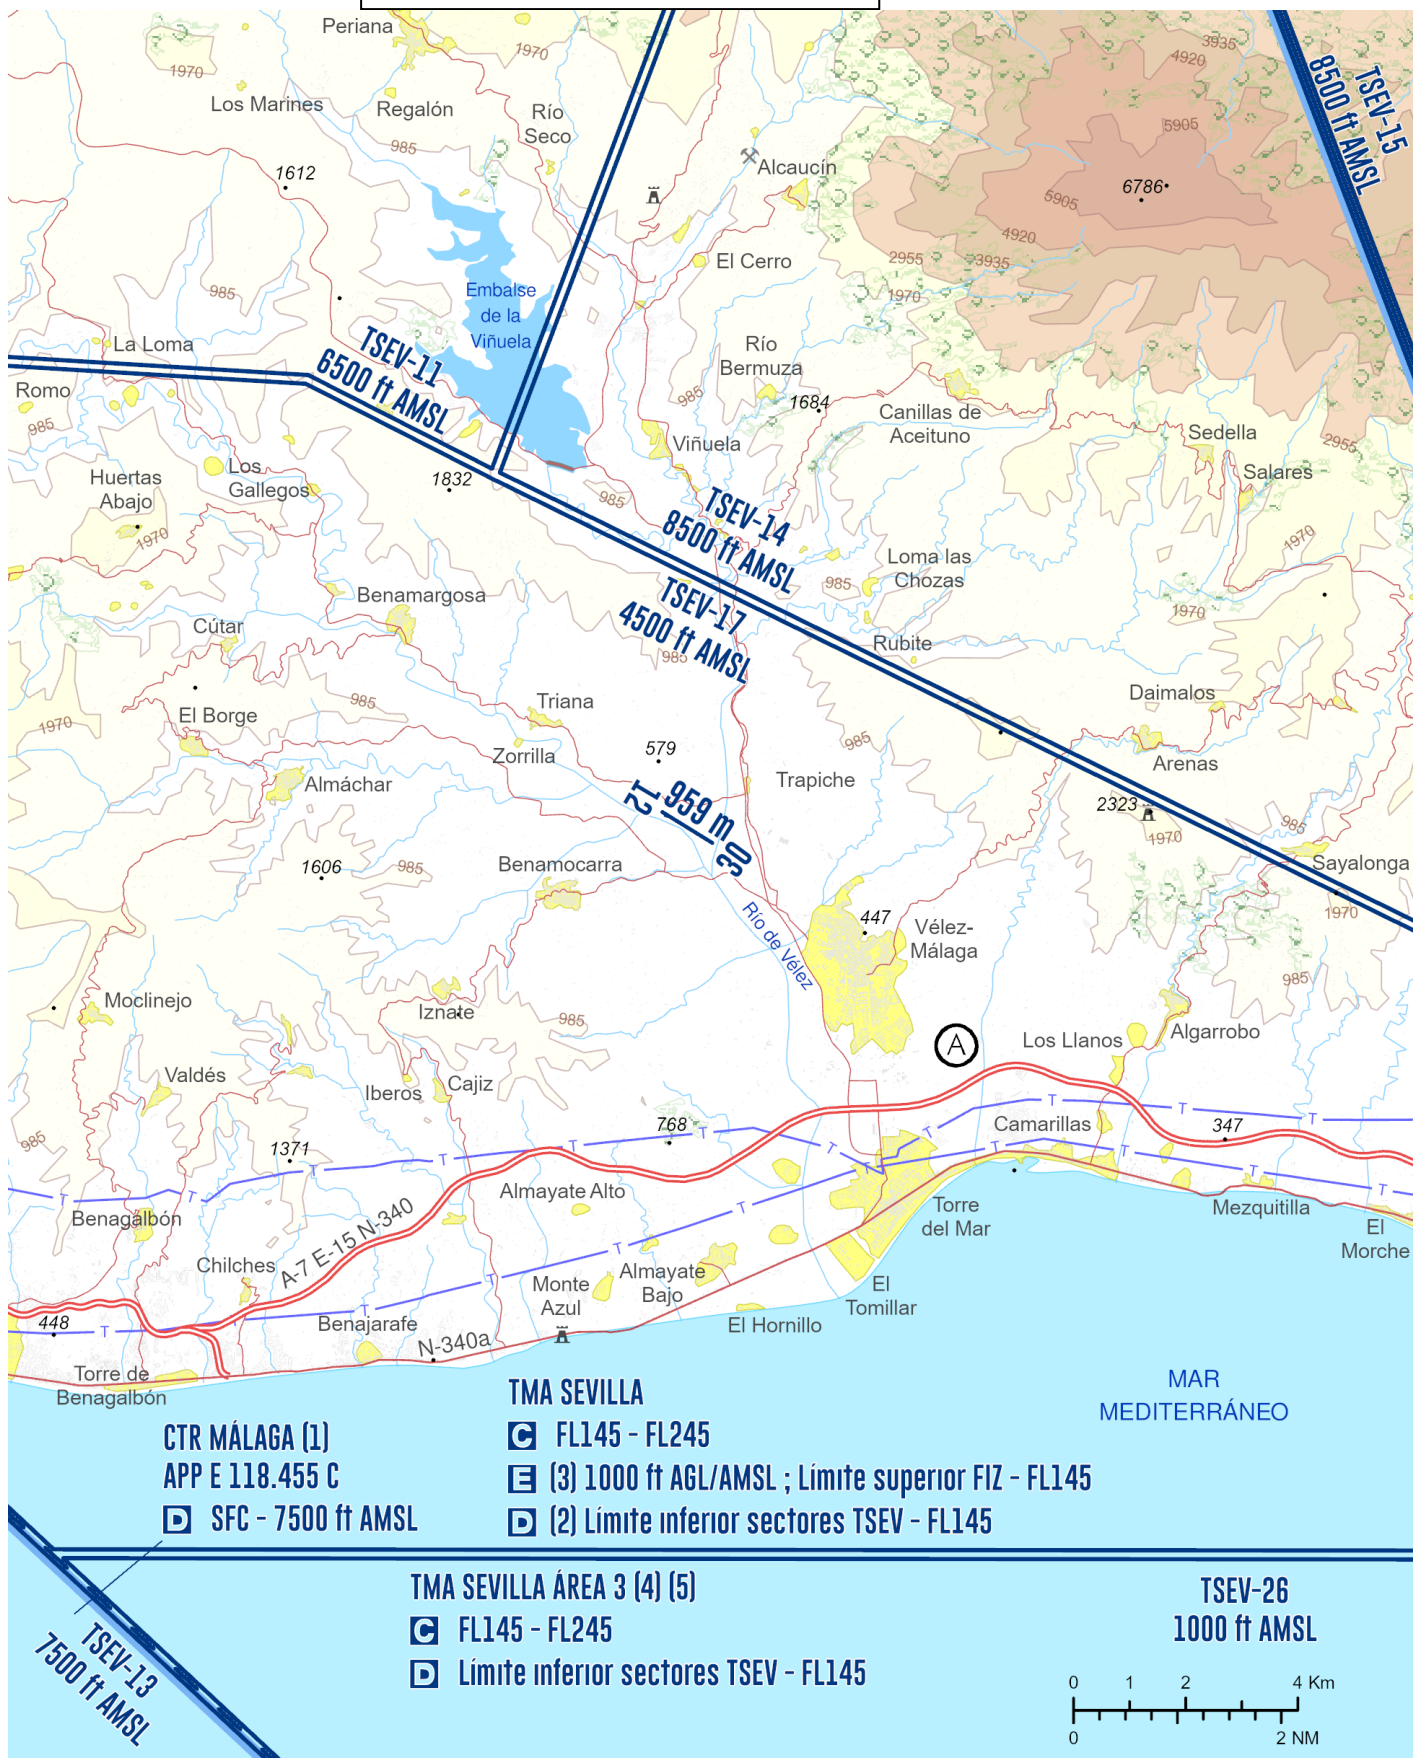 Periana
1970
1970
3935
4920
TSEV-15
8500 ft AMSL
Los Marines
Regalón
Río
Seco
985
5905
1612
Alcaucín
6786
5905
4920
2955
3935
El Cerro
1970
985
Embalse
de la
Viñuela
La Loma
TSEV-11
6500 ft AMSL
Río
Bermuza
Romo
985
985
1684
Canillas de
Aceituno
Sedella
2955
Viñuela
Huertas
Abajo
Los
Gallegos
1832
985
Salares
1970
TSEV-14
8500 ft AMSL
1970
Loma las
Chozas
985
TSEV-17
4500 ft AMSL
Benamargosa
1970
Cútar
985
Rubite
985
Daimalos
1970
El Borge
Triana
985
Zorrilla
579
Arenas
Almáchar
Trapiche
12
959 m
30
2323
1970
985
Sayalonga
1606
985
Benamocarra
1970
447
Vélez-
Málaga
Río de Vélez
985
Moclinejo
Iznate
985
A
Los Llanos
Algarrobo
Valdés
Iberos
Cajiz
985
T
Camarillas
T
T
347
768
T
T
T
T
T
1371
T
T
T
T
T
T
T
T
T
Almayate Alto
Benagalbón
A-7 E-15 N-340
T
Torre
del Mar
Mezquitilla
El
Morche
T
Chilches
T
Monte
Azul
Almayate
Bajo
El
Tomillar
448
T
T
Benajarafe
El Hornillo
N-340a
Torre de
Benagalbón
MAR
MEDITERRÁNEO
CTR MÁLAGA (1)
APP E 118.455 C
D SFC - 7500 ft AMSL
TMA SEVILLA
C FL145 - FL245
E (3) 1000 ft AGL/AMSL ; Límite superior FIZ - FL145
D (2) Límite inferior sectores TSEV - FL145
TMA SEVILLA ÁREA 3 (4) (5)
C FL145 - FL245
D Límite inferior sectores TSEV - FL145
TSEV-26
1000 ft AMSL
TSEV-13
7500 ft AMSL
0 1 2 4 Km
0 2 NM